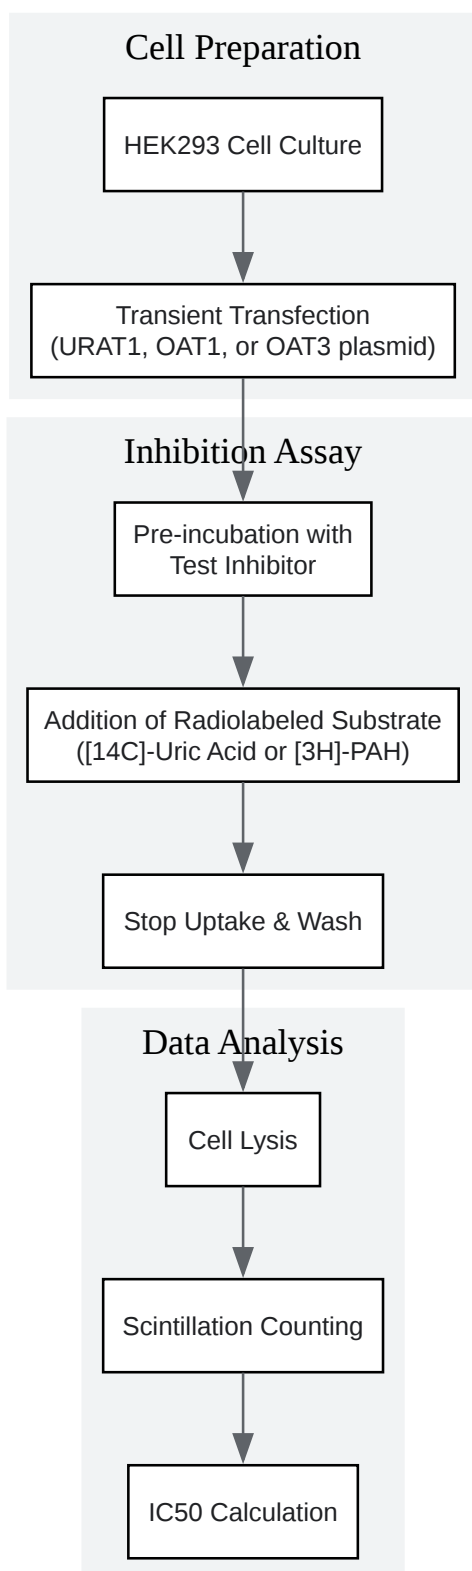 Cell Preparation
HEK293 Cell Culture
Transient Transfection
(URAT1, OAT1, or OAT3 plasmid)
Inhibition Assay
Pre-incubation with
Test Inhibitor
Addition of Radiolabeled Substrate
([14C]-Uric Acid or [3H]-PAH)
Stop Uptake & Wash
Data Analysis
Cell Lysis
Scintillation Counting
IC50 Calculation